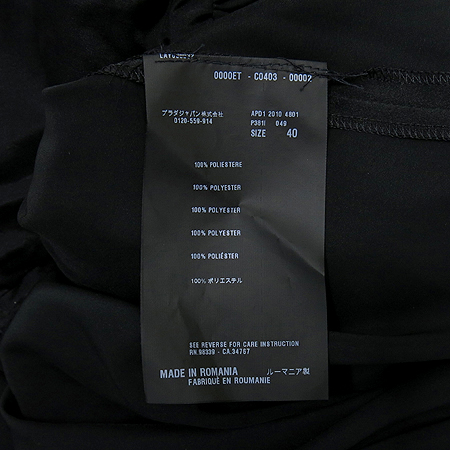 0000ET - C0403 - 00002
プラダジャパン株式会社
0120-559-914
APD1 2010 4801
P381I 049
SIZE 40
100% POLIESTERE
100% POLYESTER
100% POLYESTER
100% POLYESTER
100% POLIÉSTER
100% ポリエステル
SEE REVERSE FOR CARE INSTRUCTION
RN.98339 - CA.34767
MADE IN ROMANIA ルーマニア製
FABRIQUÉ EN ROUMANIE